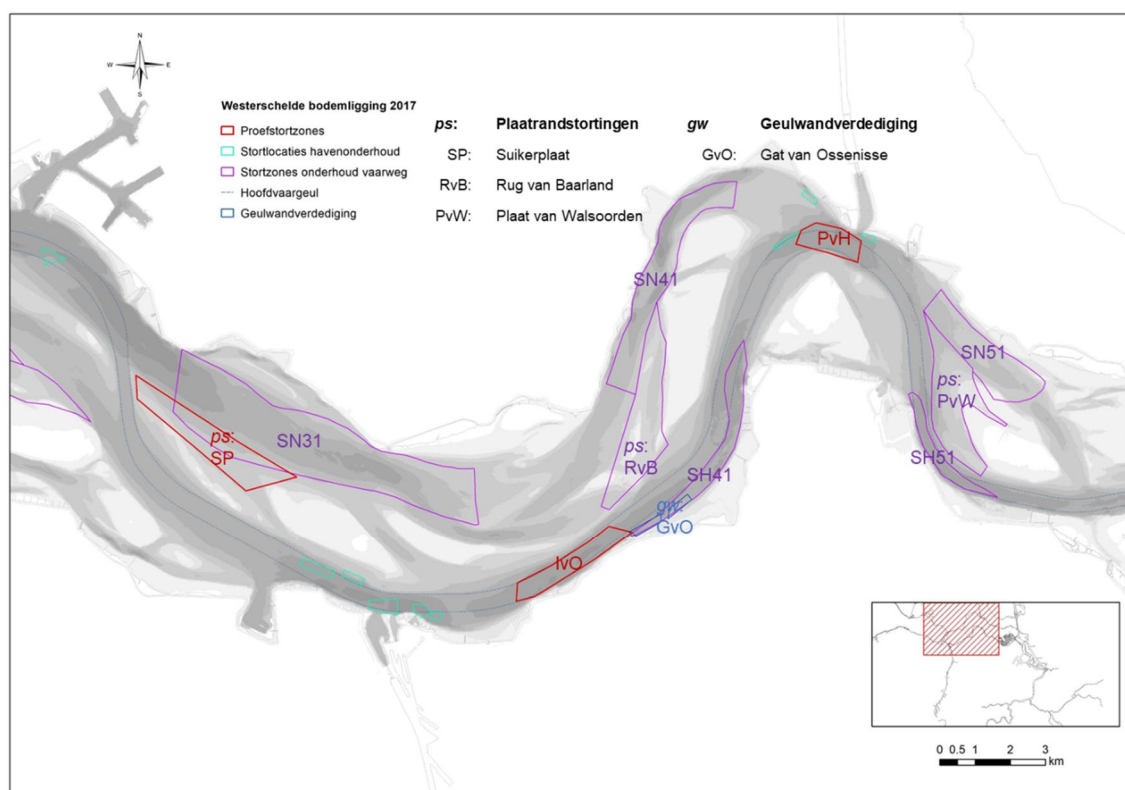 N
W E
S
Westerschelde bodemligging 2017
Proefstortzones
Stortlocaties havenonderhoud
Stortzones onderhoud vaarweg
Hoofdvaargeul
Geulwandverdediging
ps: Plaatrandstortingen
SP: Suikerplaat
RvB: Rug van Baarland
PvW: Plaat van Walsoorden
gw Geulwandverdediging
GvO: Gat van Ossenisse
PvH
SN41
SN51
ps:
PvW
ps:
SP
SN31
ps:
RvB
SH41
SH51
gw:
GvO
IvO
0 0.5 1 2 3
km